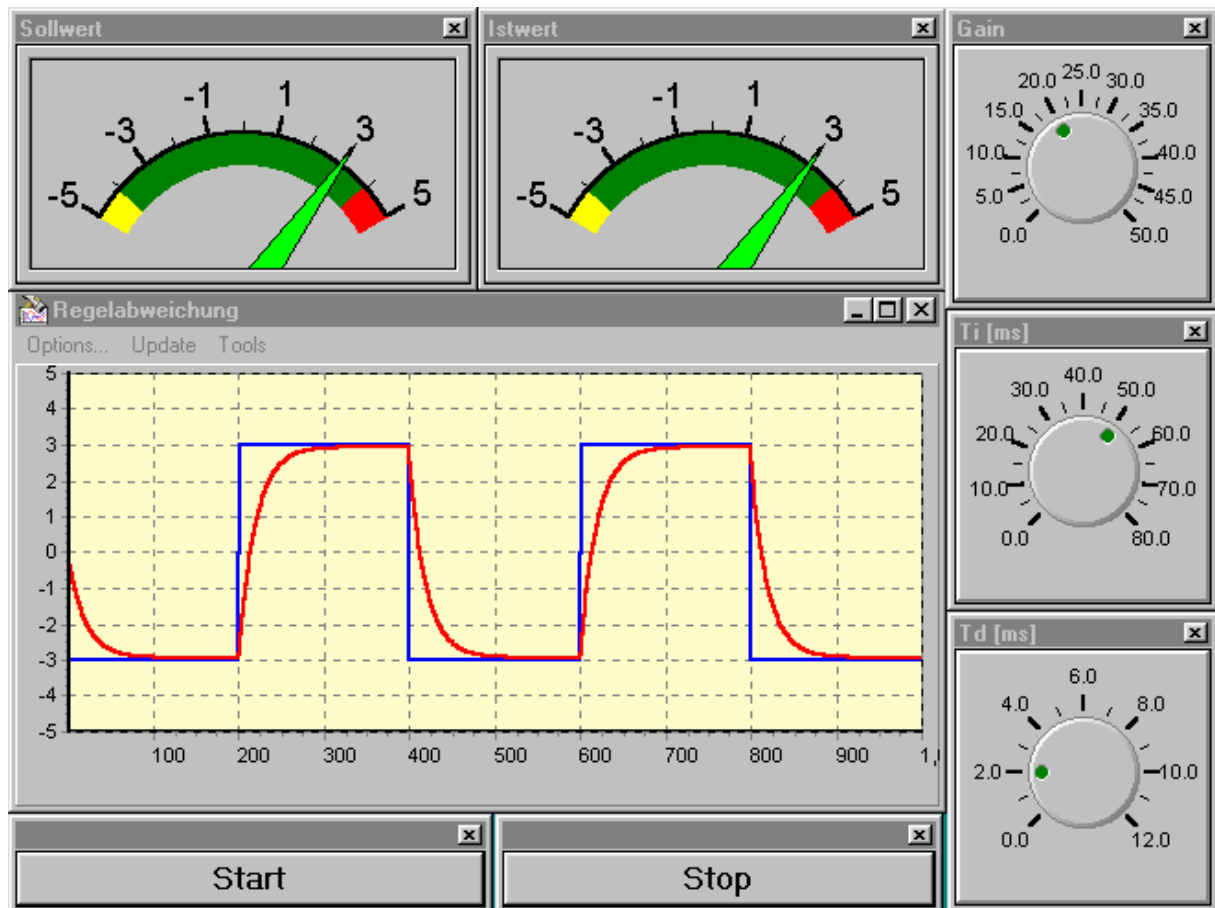 Sollwert
-5 -3 -1 1 3 5
Istwert
-5 -3 -1 1 3 5
Gain
0.0 5.0 10.0 15.0 20.0 25.0 30.0 35.0 40.0 45.0 50.0
Regelabweichung
Options... Update Tools
5
4
3
2
1
0
-1
-2
-3
-4
-5
100 200 300 400 500 600 700 800 900 1,
Ti [ms]
0.0 10.0 20.0 30.0 40.0 50.0 60.0 70.0 80.0
Td [ms]
0.0 2.0 4.0 6.0 8.0 10.0 12.0
Start
Stop